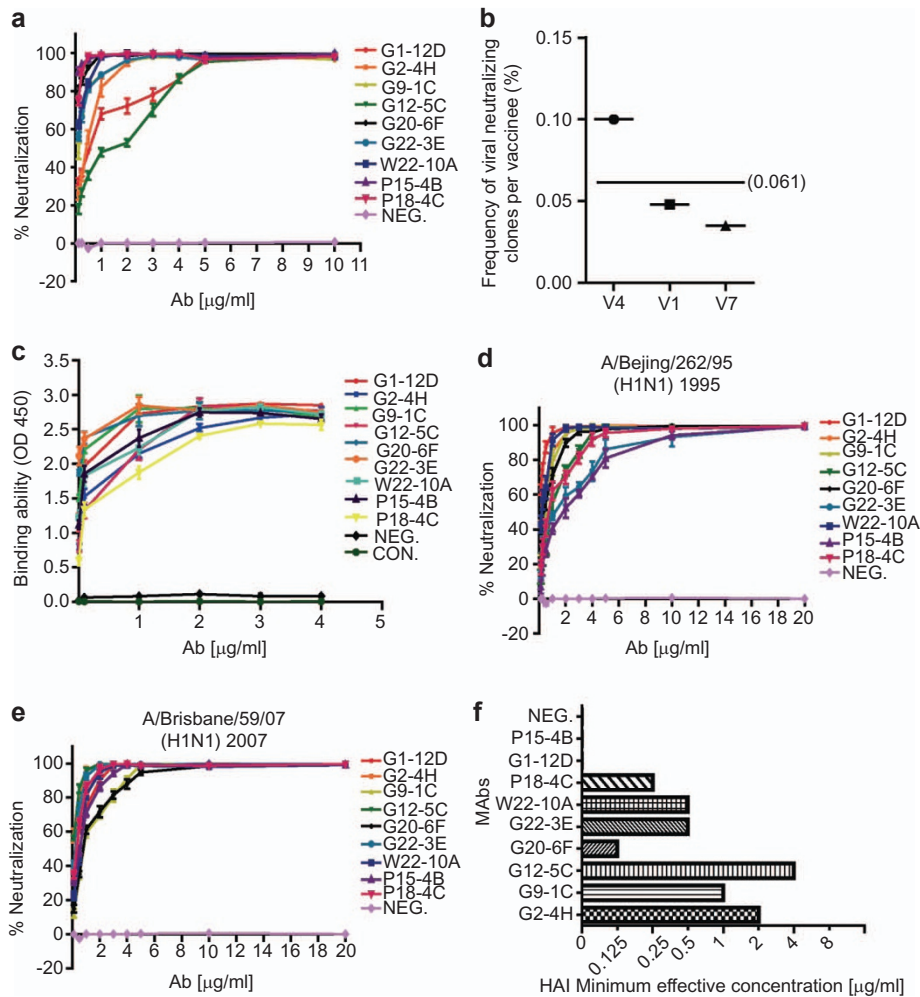 a
100
80
60
40
20
0
-20
% Neutralization
1 2 3 4 5 6 7 8 9 10 11
Ab [µg/ml]
G1-12D
G2-4H
G9-1C
G12-5C
G20-6F
G22-3E
W22-10A
P15-4B
P18-4C
NEG.
b
0.15
0.10
0.05
0.00
Frequency of viral neutralizing
clones per vaccinee (%)
(0.061)
V4 V1 V7
c
3.5
3.0
2.5
2.0
1.5
1.0
0.5
0.0
Binding ability (OD 450)
1 2 3 4 5
Ab [µg/ml]
G1-12D
G2-4H
G9-1C
G12-5C
G20-6F
G22-3E
W22-10A
P15-4B
P18-4C
NEG.
CON.
d
A/Bejing/262/95
(H1N1) 1995
100
80
60
40
20
0
-20
% Neutralization
2 4 6 8 10 12 14 16 18 20
Ab [µg/ml]
G1-12D
G2-4H
G9-1C
G12-5C
G20-6F
G22-3E
W22-10A
P15-4B
P18-4C
NEG.
e
A/Brisbane/59/07
(H1N1) 2007
100
80
60
40
20
0
-20
% Neutralization
2 4 6 8 10 12 14 16 18 20
Ab [µg/ml]
G1-12D
G2-4H
G9-1C
G12-5C
G20-6F
G22-3E
W22-10A
P15-4B
P18-4C
NEG.
f
MAbs
NEG.
P15-4B
G1-12D
P18-4C
W22-10A
G22-3E
G20-6F
G12-5C
G9-1C
G2-4H
0 0.125 0.25 0.5 1 2 4 8
HAI Minimum effective concentration [µg/ml]